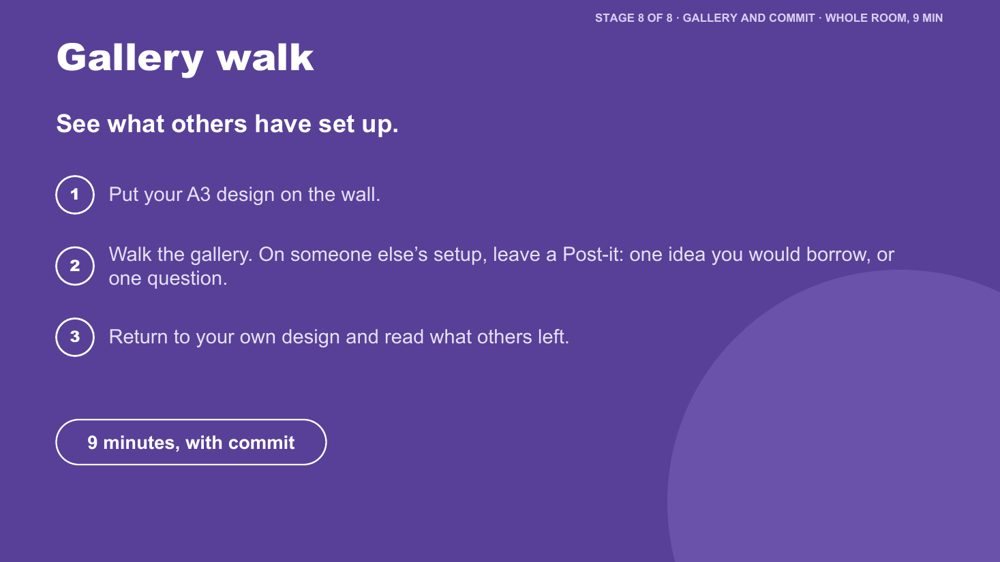 STAGE 8 OF 8 · GALLERY AND COMMIT · WHOLE ROOM, 9 MIN
Gallery walk
See what others have set up.
1 Put your A3 design on the wall.
2 Walk the gallery. On someone else’s setup, leave a Post-it: one idea you would borrow, or
one question.
3 Return to your own design and read what others left.
9 minutes, with commit